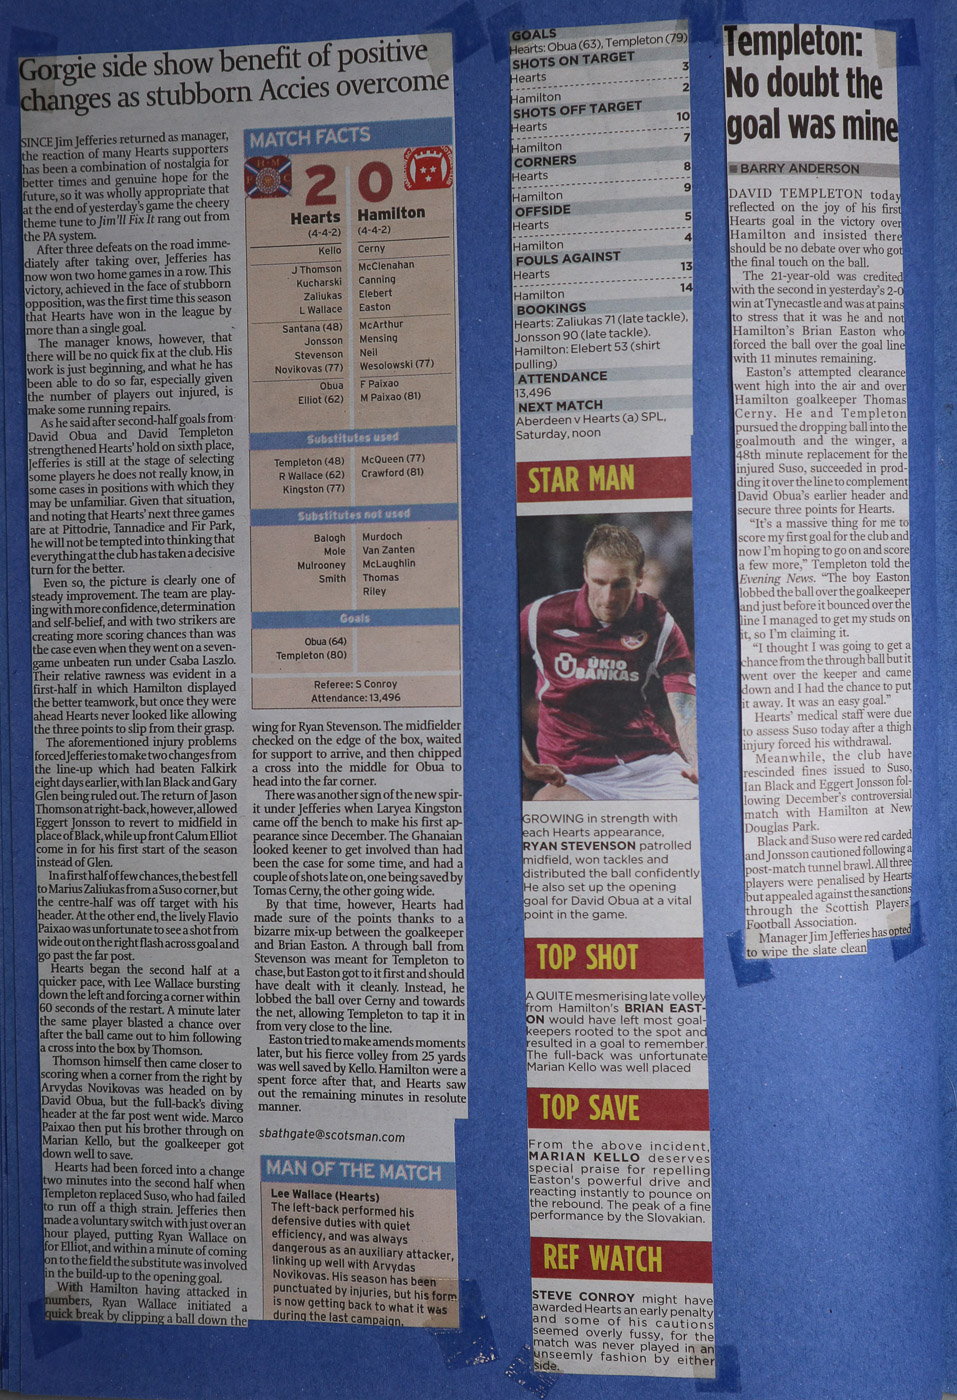 Gorgie side show benefit of positive
changes as stubborn Accies overcome
SINCE Jim Jefferies returned as manager,
the reaction of many Hearts supporters
has been a combination of nostalgia for
better times and genuine hope for the
future, so it was wholly appropriate that
at the end of yesterday's game the cheery
theme tune to Jim'll Fix It rang out from
the PA system.
After three defeats on the road imme-
diately after taking over, Jefferies has
now won two home games in a row. This
victory, achieved in the face of stubborn
opposition, was the first time this season
that Hearts have won in the league by
more than a single goal.
The manager knows, however, that
there will be no quick fix at the club. His
work is just beginning, and what he has
been able to do so far, especially given
the number of players out injured, is
make some running repairs.
As he said after second-half goals from
David Obua and David Templeton
strengthened Hearts' hold on sixth place,
Jefferies is still at the stage of selecting
some players he does not really know, in
some cases in positions with which they
may be unfamiliar. Given that situation,
and noting that Hearts' next three games
are at Pittodrie, Tannadice and Fir Park,
he will not be tempted into thinking that
everything at the club has taken a decisive
turn for the better.
Even so, the picture is clearly one of
steady improvement. The team are play-
ing with more confidence, determination
and self-belief, and with two strikers are
creating more scoring chances than was
the case even when they went on a seven-
game unbeaten run under Csaba Laszlo.
Their relative rawness was evident in a
first-half in which Hamilton displayed
the better teamwork, but once they were
ahead Hearts never looked like allowing
the three points to slip from their grasp.
The aforementioned injury problems
forced Jefferies to make two changes from
the line-up which had beaten Falkirk
eight days earlier, with Ian Black and Gary
Glen being ruled out. The return of Jason
Thomson at right-back, however, allowed
Eggert Jonsson to revert to midfield in
place of Black, while up front Calum Elliot
come in for his first start of the season
instead of Glen.
In a first half of few chances, the best fell
to Marius Zaliukas from a Suso corner, but
the centre-half was off target with his
header. At the other end, the lively Flavio
Paixao was unfortunate to see a shot from
wide out on the right flash across goal and
go past the far post.
Hearts began the second half at a
quicker pace, with Lee Wallace bursting
down the left and forcing a corner within
60 seconds of the restart. A minute later
the same player blasted a chance over
after the ball came out to him following
a cross into the box by Thomson.
Thomson himself then came closer to
scoring when a corner from the right by
Arvydas Novikovas was headed on by
David Obua, but the full-back's diving
header at the far post went wide. Marco
Paixao then put his brother through on
Marian Kello, but the goalkeeper got
down well to save.
Hearts had been forced into a change
two minutes into the second half when
Templeton replaced Suso, who had failed
to run off a thigh strain. Jefferies then
made a voluntary switch with just over an
hour played, putting Ryan Wallace on
for Elliot, and within a minute of coming
on to the field the substitute was involved
in the build-up to the opening goal.
With Hamilton having attacked in
numbers, Ryan Wallace initiated a
quick break by clipping a ball down the
MATCH FACTS
2 0
Hearts Hamilton
(4-4-2) (4-4-2)
Kello Cerny
J Thomson McClenahan
Kucharski Canning
Zaliukas Elebert
L Wallace Easton
Santana (48) McArthur
Jonsson Mensing
Stevenson Neil
Novikovas (77) Wesolowski (77)
Obua F Paixao
Elliot (62) M Paixao (81)
Substitutes used
Templeton (48) McQueen (77)
R Wallace (62) Crawford (81)
Kingston (77)
Substitutes not used
Balogh Murdoch
Mole Van Zanten
Mulrooney McLaughlin
Smith Thomas
Riley
Goals
Obua (64)
Templeton (80)
Referee: S Conroy
Attendance: 13,496
wing for Ryan Stevenson. The midfielder
checked on the edge of the box, waited
for support to arrive, and then chipped
a cross into the middle for Obua to
head into the far corner.
There was another sign of the new spir-
it under Jefferies when Laryea Kingston
came off the bench to make his first ap-
pearance since December. The Ghanaian
looked keener to get involved than had
been the case for some time, and had a
couple of shots late on, one being saved by
Tomas Cerny, the other going wide.
By that time, however, Hearts had
made sure of the points thanks to a
bizarre mix-up between the goalkeeper
and Brian Easton. A through ball from
Stevenson was meant for Templeton to
chase, but Easton got to it first and should
have dealt with it cleanly. Instead, he
lobbed the ball over Cerny and towards
the net, allowing Templeton to tap it in
from very close to the line.
Easton tried to make amends moments
later, but his fierce volley from 25 yards
was well saved by Kello. Hamilton were a
spent force after that, and Hearts saw
out the remaining minutes in resolute
manner.
sbathgate@scotsman.com
MAN OF THE MATCH
Lee Wallace (Hearts)
The left-back performed his
defensive duties with quiet
efficiency, and was always
dangerous as an auxiliary attacker,
linking up well with Arvydas
Novikovas. His season has been
punctuated by injuries, but his form
is now getting back to what it was
during the last campaign.
GOALS
Hearts: Obua (63), Templeton (79)
SHOTS ON TARGET
Hearts 3
Hamilton 2
SHOTS OFF TARGET
Hearts 10
Hamilton 7
CORNERS
Hearts 8
Hamilton 9
OFFSIDE
Hearts 5
Hamilton 4
FOULS AGAINST
Hearts 13
Hamilton 14
BOOKINGS
Hearts: Zaliukas 71 (late tackle),
Jonsson 90 (late tackle).
Hamilton: Elebert 53 (shirt
pulling)
ATTENDANCE
13,496
NEXT MATCH
Aberdeen v Hearts (a) SPL,
Saturday, noon
STAR MAN
ŪKIO
BANKAS
GROWING in strength with
each Hearts appearance,
RYAN STEVENSON patrolled
midfield, won tackles and
distributed the ball confidently
He also set up the opening
goal for David Obua at a vital
point in the game.
TOP SHOT
A QUITE mesmerising late volley
from Hamilton's BRIAN EAST-
ON would have left most goal-
keepers rooted to the spot and
resulted in a goal to remember.
The full-back was unfortunate
Marian Kello was well placed
TOP SAVE
From the above incident,
MARIAN KELLO deserves
special praise for repelling
Easton's powerful drive and
reacting instantly to pounce on
the rebound. The peak of a fine
performance by the Slovakian.
REF WATCH
STEVE CONROY might have
awarded Hearts an early penalty
and some of his cautions
seemed overly fussy, for the
match was never played in an
unseemly fashion by either
side.
Templeton:
No doubt the
goal was mine
■ BARRY ANDERSON
DAVID TEMPLETON today
reflected on the joy of his first
Hearts goal in the victory over
Hamilton and insisted there
should be no debate over who got
the final touch on the ball.
The 21-year-old was credited
with the second in yesterday's 2-0
win at Tynecastle and was at pains
to stress that it was he and not
Hamilton's Brian Easton who
forced the ball over the goal line
with 11 minutes remaining.
Easton's attempted clearance
went high into the air and over
Hamilton goalkeeper Thomas
Cerny. He and Templeton
pursued the dropping ball into the
goalmouth and the winger, a
48th minute replacement for the
injured Suso, succeeded in prod-
ding it over the line to complement
David Obua's earlier header and
secure three points for Hearts.
"It's a massive thing for me to
score my first goal for the club and
now I'm hoping to go on and score
a few more," Templeton told the
Evening News. "The boy Easton
lobbed the ball over the goalkeeper
and just before it bounced over the
line I managed to get my studs on
it, so I'm claiming it.
"I thought I was going to get a
chance from the through ball but it
went over the keeper and came
down and I had the chance to put
it away. It was an easy goal."
Hearts' medical staff were due
to assess Suso today after a thigh
injury forced his withdrawal.
Meanwhile, the club have
rescinded fines issued to Suso,
Ian Black and Eggert Jonsson fol-
lowing December's controversial
match with Hamilton at New
Douglas Park.
Black and Suso were red carded
and Jonsson cautioned following a
post-match tunnel brawl. All three
players were penalised by Hearts
but appealed against the sanctions
through the Scottish Players'
Football Association.
Manager Jim Jefferies has opted
to wipe the slate clean